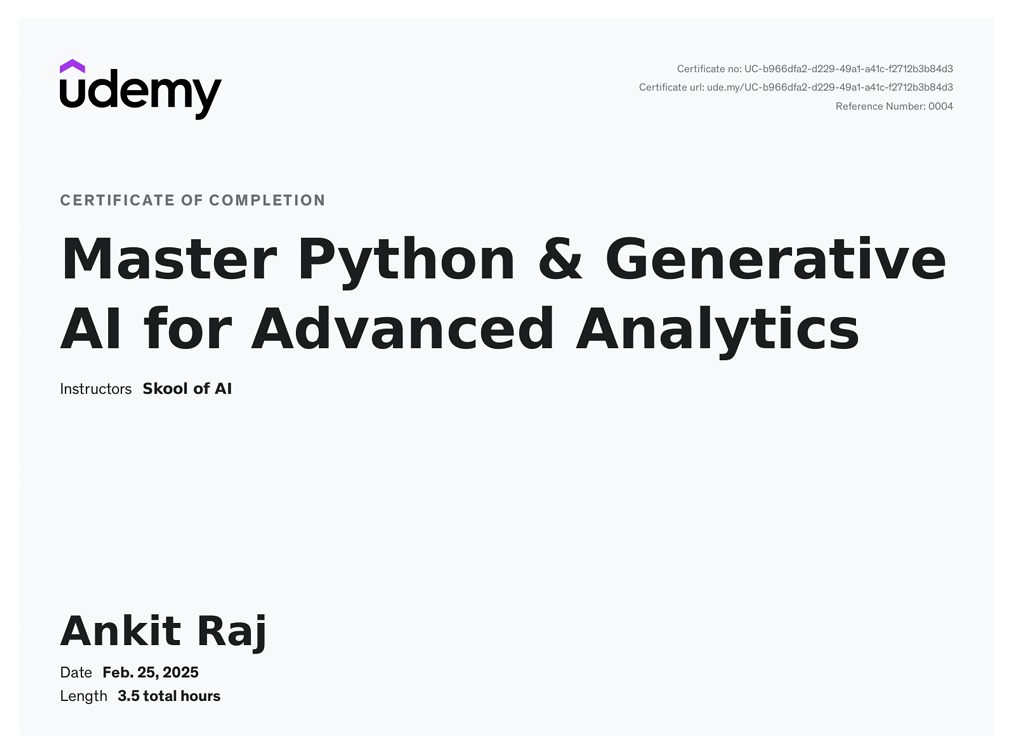 udemy
Certificate no: UC-b966dfa2-d229-49a1-a41c-f2712b3b84d3
Certificate url: ude.my/UC-b966dfa2-d229-49a1-a41c-f2712b3b84d3
Reference Number: 0004
CERTIFICATE OF COMPLETION
Master Python & Generative
AI for Advanced Analytics
Instructors Skool of AI
Ankit Raj
Date Feb. 25, 2025
Length 3.5 total hours